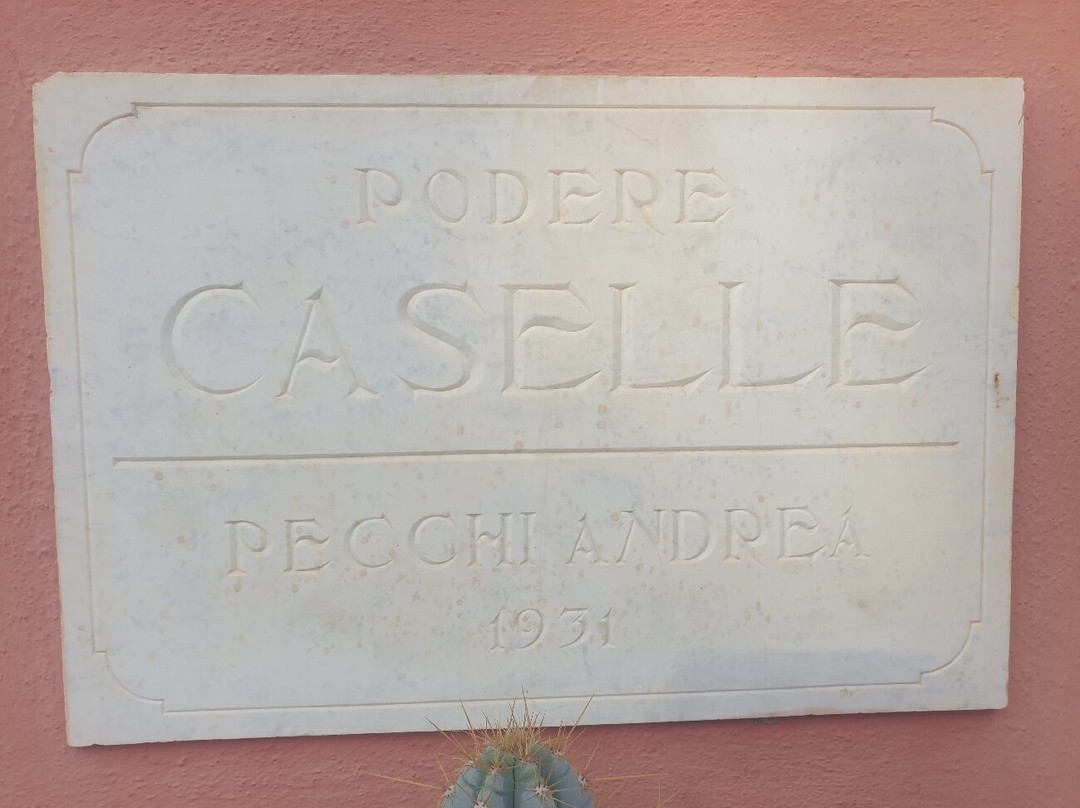 PODERE
CASELLE
PECCHI ANDREA
1931